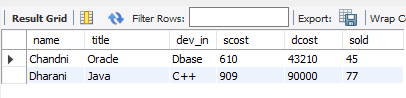 Result Grid Filter Rows: Export: Wrap Co
name title dev_in scost dcost sold
Chandni Oracle Dbase 610 43210 45
Dharani Java C++ 909 90000 77